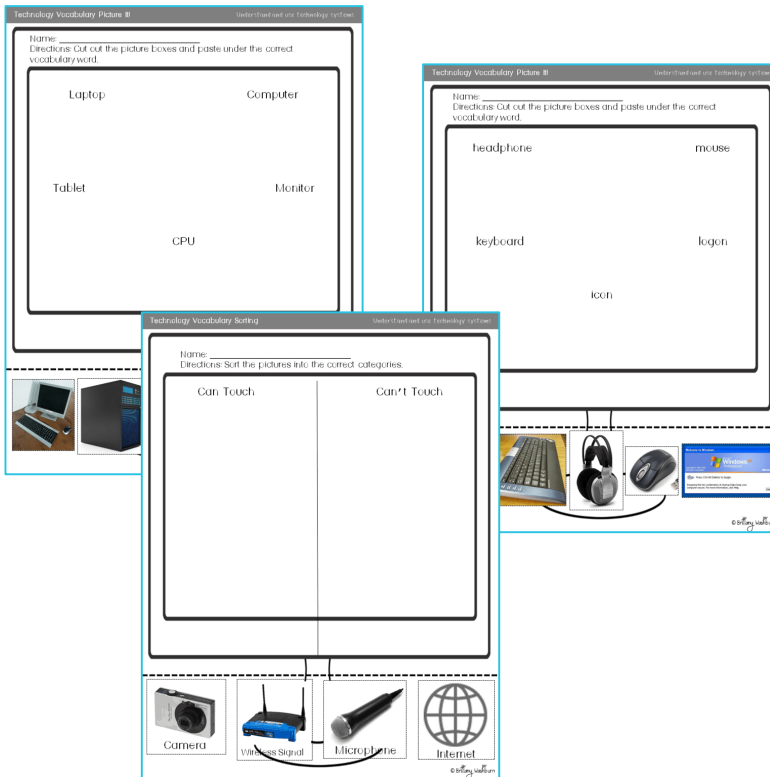 Technology Vocabulary Picture It!
Understand and use technology systems
Name:
Directions: Cut out the picture boxes and paste under the correct
vocabulary word.
Laptop
Computer
Tablet
Monitor
CPU
Technology Vocabulary Picture It!
Understand and use technology systems
Name:
Directions: Cut out the picture boxes and paste under the correct
vocabulary word.
headphone
mouse
keyboard
logon
icon
Windows
© Brittany Washburn
Technology Vocabulary Sorting
Understand and use technology systems
Name:
Directions: Sort the pictures into the correct categories.
Can Touch
Can't Touch
Camera
Wireless Signal
Microphone
Internet
© Brittany Washburn